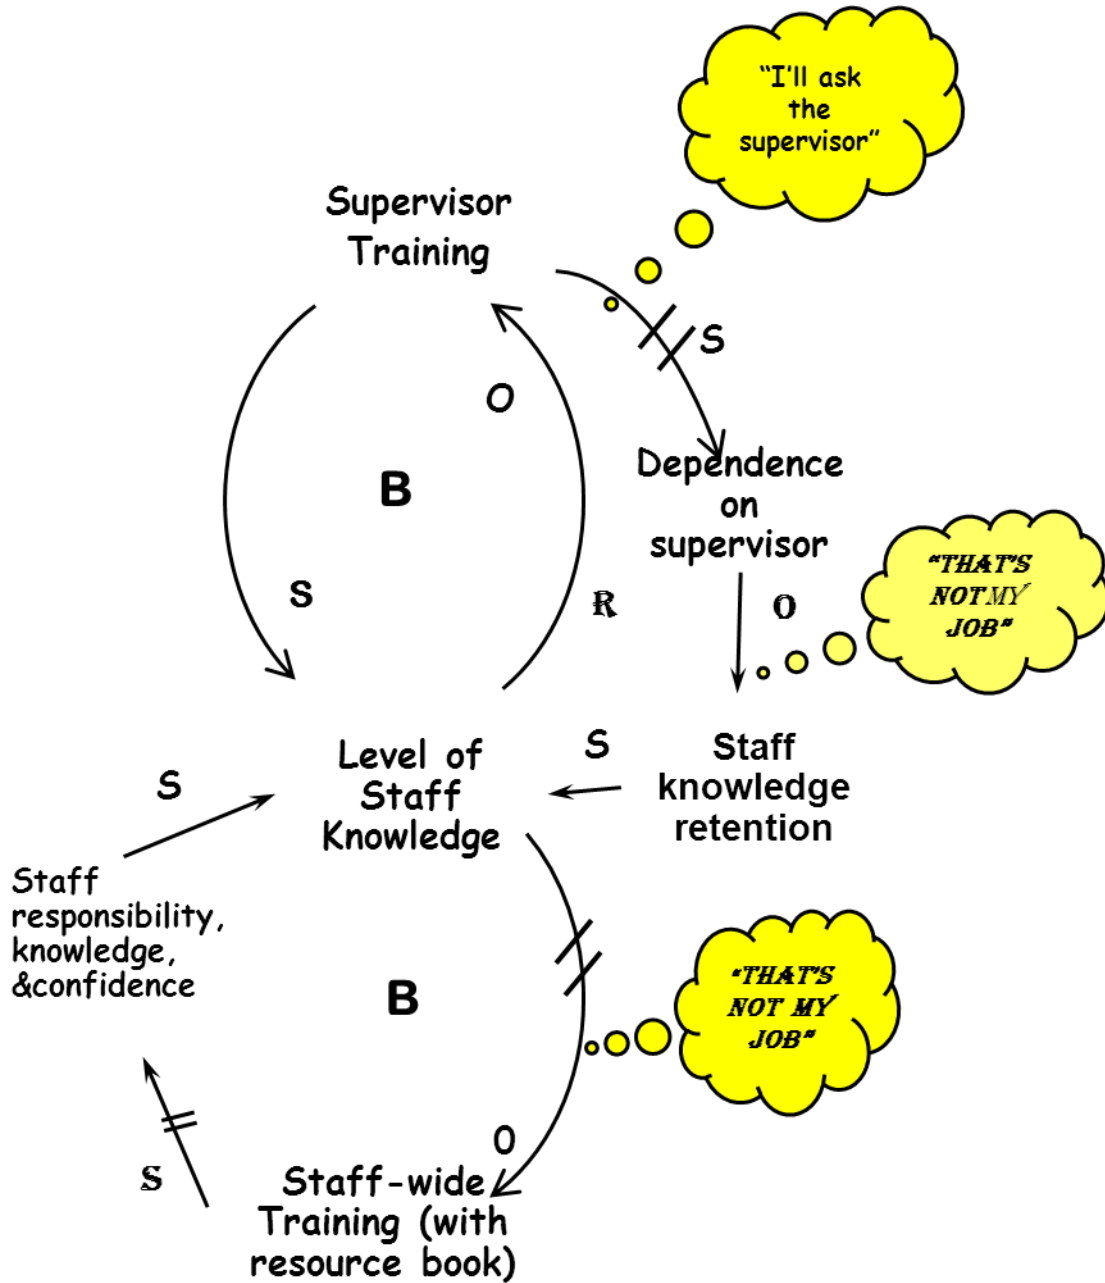 “I’ll ask
the
supervisor”
Supervisor
Training
S
O
B
Dependence
on
supervisor
S
R
O
“THAT’S
NOT MY
JOB”
Level of
Staff
Knowledge
S
Staff
knowledge
retention
S
Staff
responsibility,
knowledge,
&confidence
B
“THAT’S
NOT MY
JOB”
O
S
Staff-wide
Training (with
resource book)